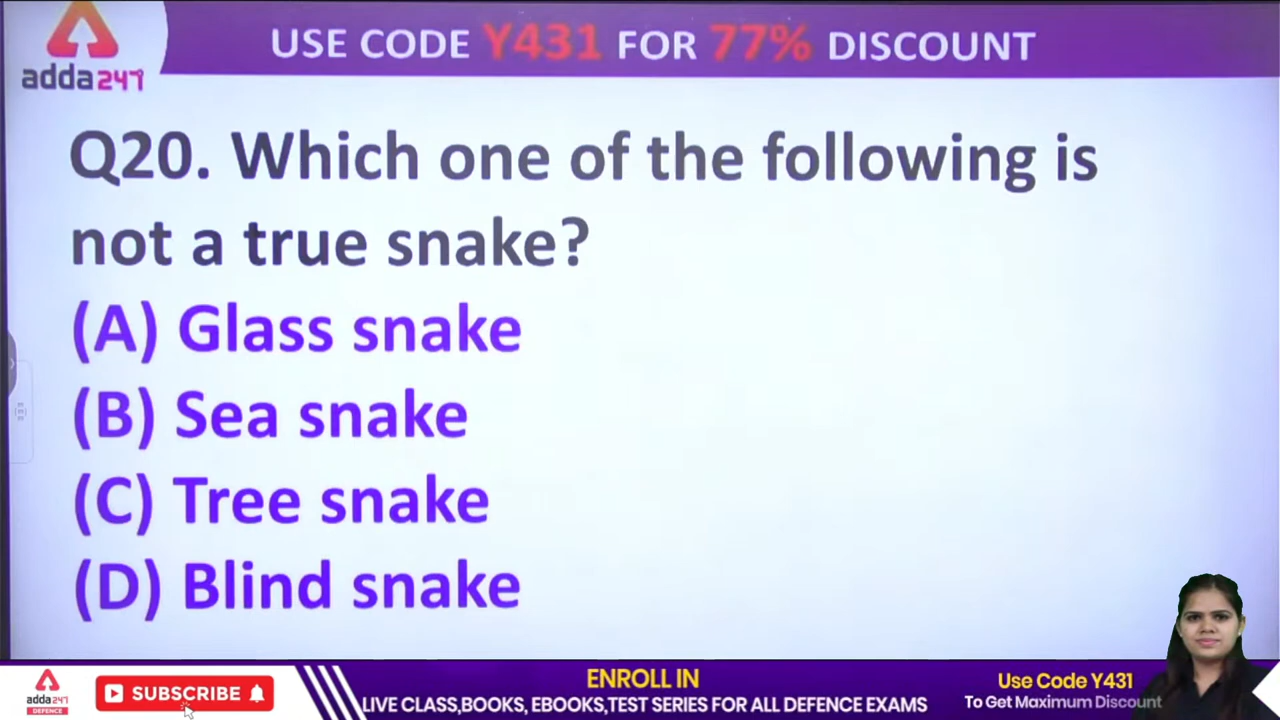 USE CODE Y431 FOR 77% DISCOUNT
adda247
Q20. Which one of the following is
not a true snake?
(A) Glass snake
(B) Sea snake
(C) Tree snake
(D) Blind snake
adda247
DEFENCE
SUBSCRIBE
ENROLL IN
LIVE CLASS,BOOKS, EBOOKS,TEST SERIES FOR ALL DEFENCE EXAMS
Use Code Y431
To Get Maximum Discount